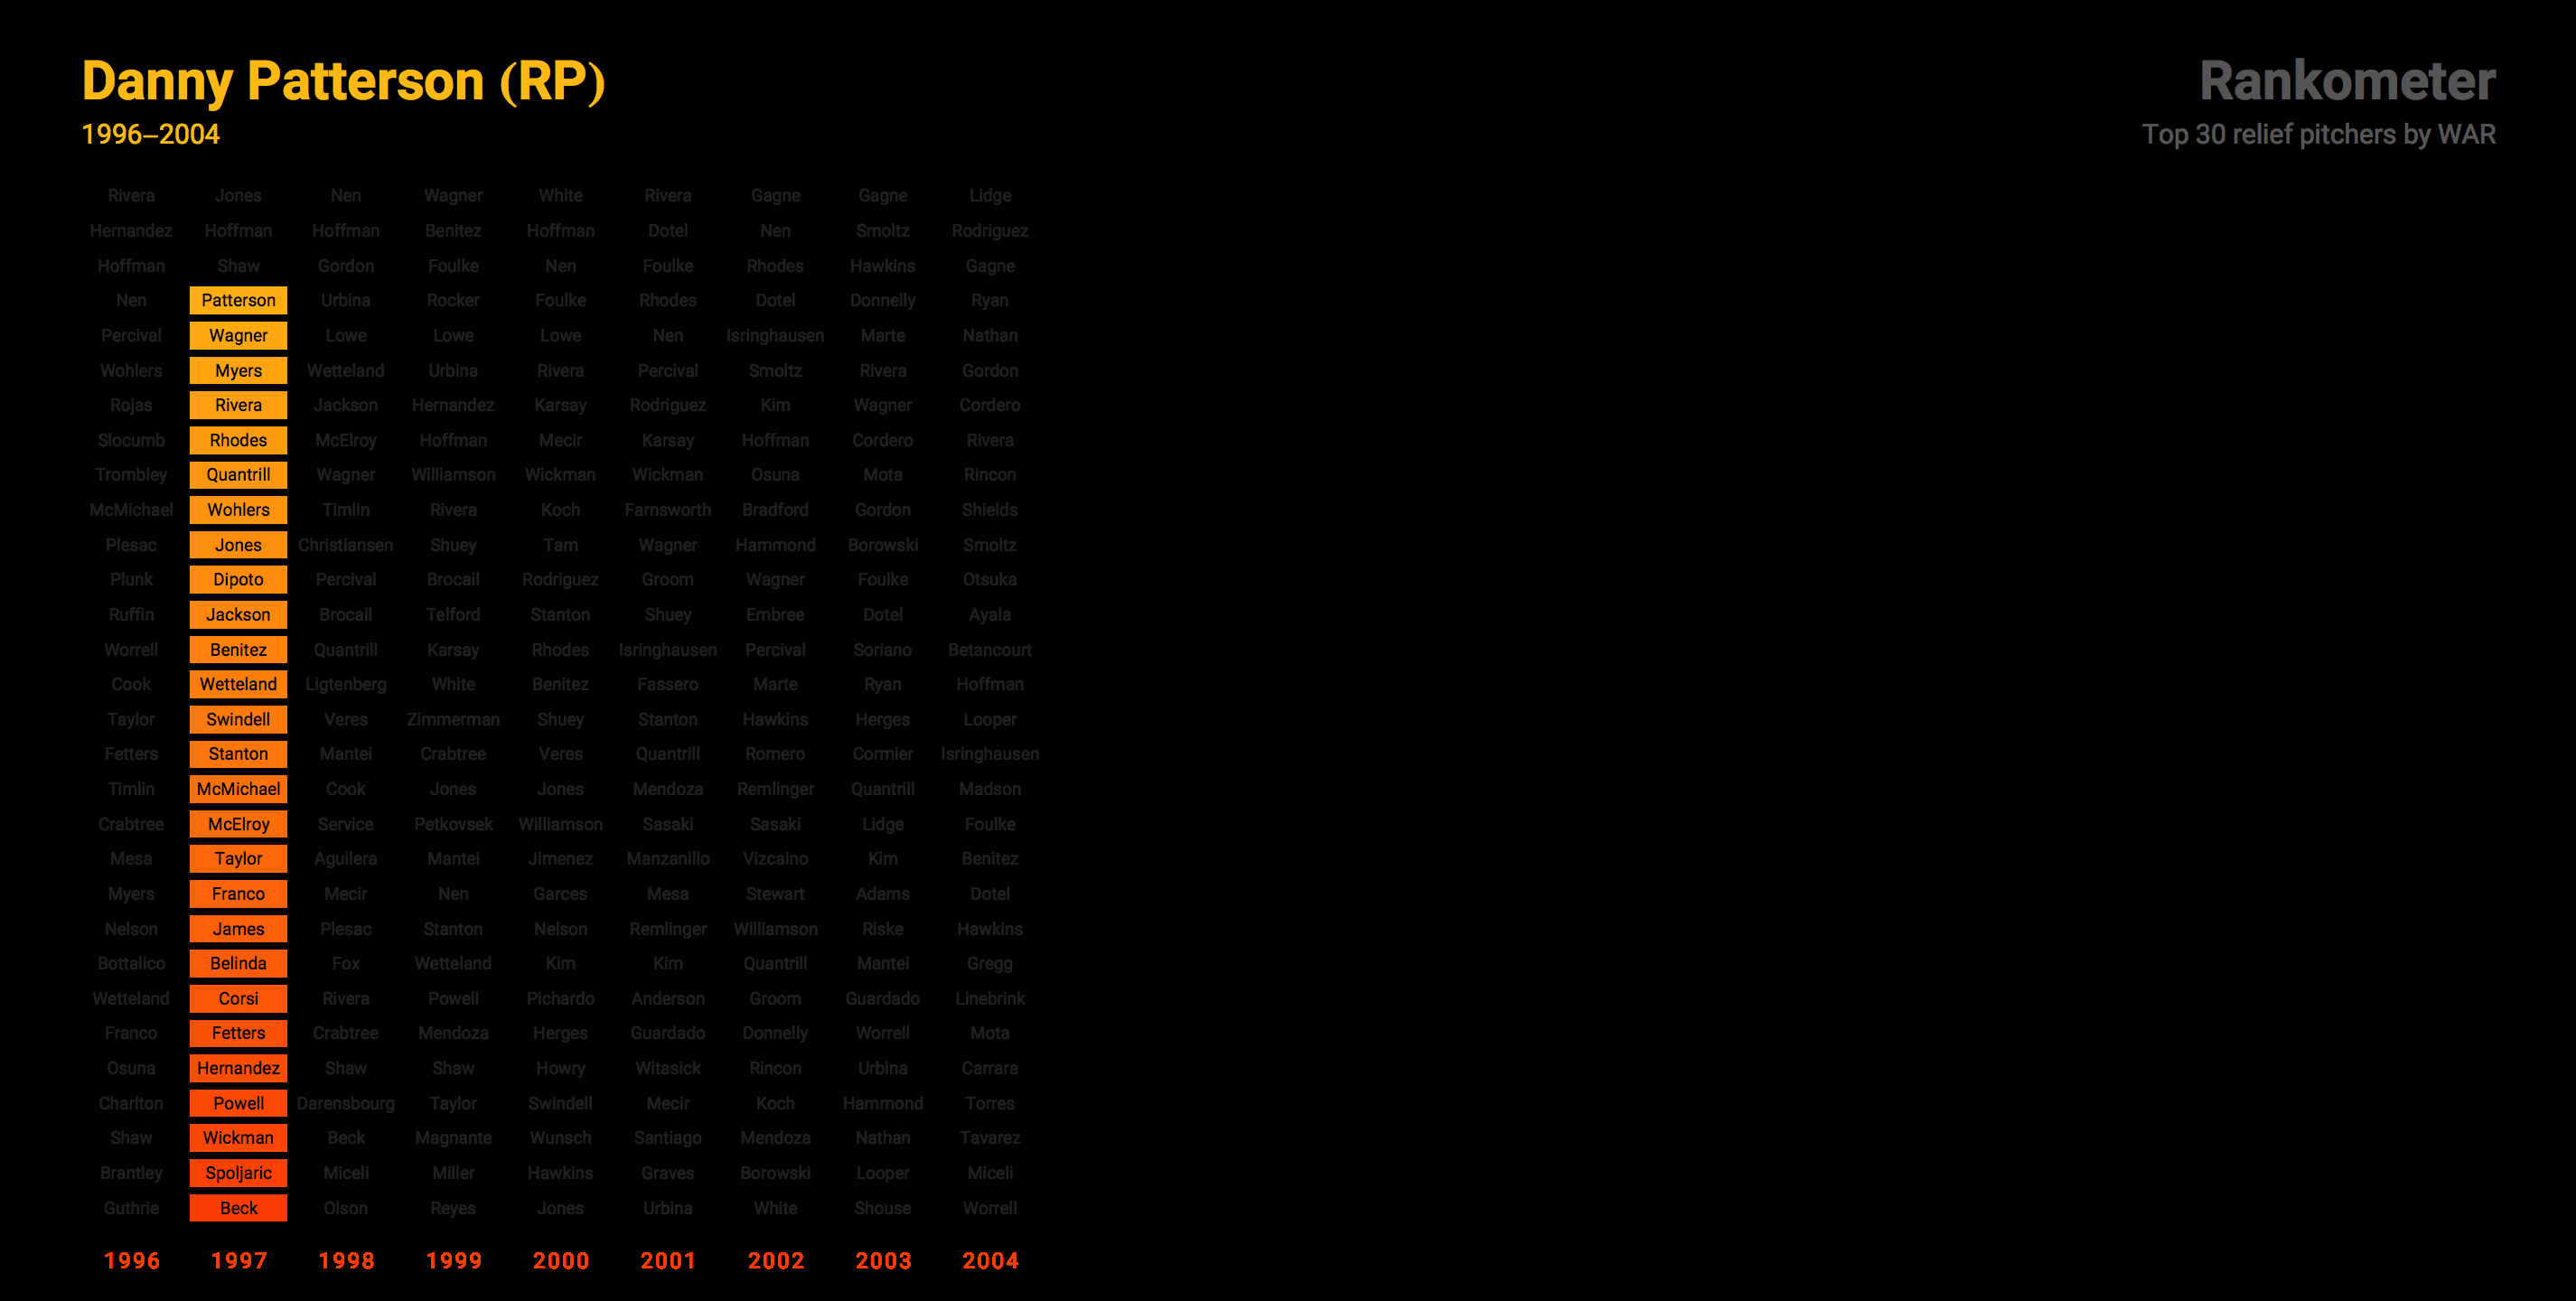 Danny Patterson (RP)
1996–2004
Rankometer
Top 30 relief pitchers by WAR
Rivera Jones Nen Wagner White Rivera Gagne Gagne Lidge
Hernandez Hoffman Hoffman Benitez Hoffman Dotel Nen Smoltz Rodriguez
Hoffman Shaw Gordon Foulke Nen Foulke Rhodes Hawkins Gagne
Nen Patterson Urbina Rocker Foulke Rhodes Dotel Donnelly Ryan
Percival Wagner Lowe Lowe Lowe Nen Isringhausen Marte Nathan
Wohlers Myers Wetteland Urbina Rivera Percival Smoltz Rivera Gordon
Rojas Rivera Jackson Hernandez Karsay Rodriguez Kim Wagner Cordero
Slocumb Rhodes McElroy Hoffman Mecir Karsay Hoffman Cordero Rivera
Trombley Quantrill Wagner Williamson Wickman Wickman Osuna Mota Rincon
McMichael Wohlers Timlin Rivera Koch Farnsworth Bradford Gordon Shields
Plesac Jones Christiansen Shuey Tam Wagner Hammond Borowski Smoltz
Plunk Dipoto Percival Brocail Rodriguez Groom Wagner Foulke Otsuka
Ruffin Jackson Brocail Telford Stanton Shuey Embree Dotel Ayala
Worrell Benitez Quantrill Karsay Rhodes Isringhausen Percival Soriano Betancourt
Cook Wetteland Ligtenberg White Benitez Fassero Marte Ryan Hoffman
Taylor Swindell Veres Zimmerman Shuey Stanton Hawkins Herges Looper
Fetters Stanton Mantei Crabtree Veres Quantrill Romero Cormier Isringhausen
Timlin McMichael Cook Jones Jones Mendoza Remlinger Quantrill Madson
Crabtree McElroy Service Petkovsek Williamson Sasaki Sasaki Lidge Foulke
Mesa Taylor Aguilera Mantei Jimenez Manzanillo Vizcaino Kim Benitez
Myers Franco Mecir Nen Garces Mesa Stewart Adams Dotel
Nelson James Plesac Stanton Nelson Remlinger Williamson Riske Hawkins
Bottalico Belinda Fox Wetteland Kim Kim Quantrill Mantei Gregg
Wetteland Corsi Rivera Powell Pichardo Anderson Groom Guardado Linebrink
Franco Fetters Crabtree Mendoza Herges Guardado Donnelly Worrell Mota
Osuna Hernandez Shaw Shaw Howry Witasick Rincon Urbina Carrara
Charlton Powell Darensbourg Taylor Swindell Mecir Koch Hammond Torres
Shaw Wickman Beck Magnante Wunsch Santiago Mendoza Nathan Tavarez
Brantley Spoljaric Miceli Miller Hawkins Graves Borowski Looper Miceli
Guthrie Beck Olson Reyes Jones Urbina White Shouse Worrell
1996 1997 1998 1999 2000 2001 2002 2003 2004